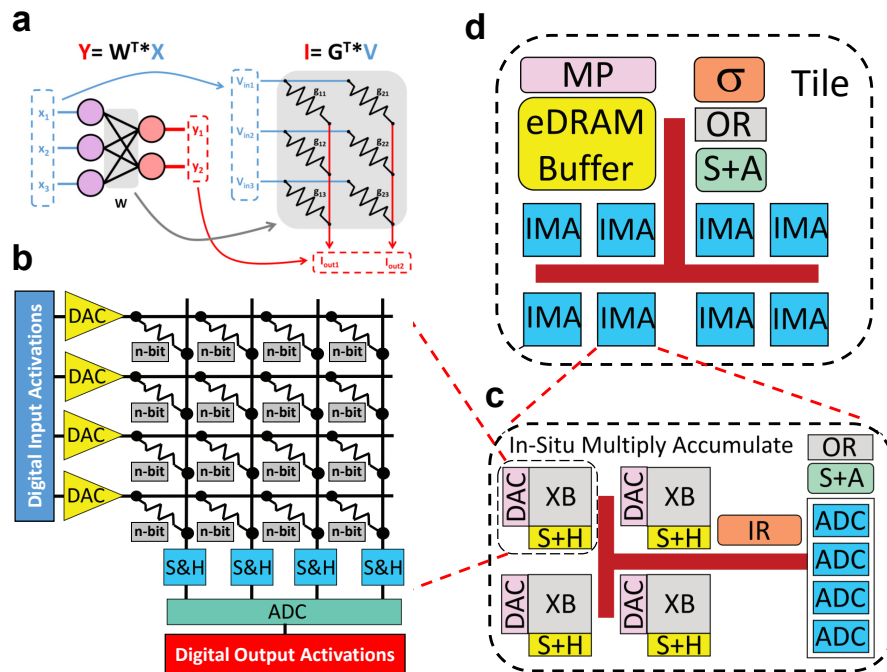 a
Y= Wᵀ*X
I = Gᵀ*V
x₁
x₂
x₃
W
y₁
y₂
Vin1
Vin2
Vin3
g11
g21
g12
g22
g13
g23
Iout1
Iout2
b
Digital Input Activations
DAC
DAC
DAC
DAC
n-bit n-bit n-bit n-bit
n-bit n-bit n-bit n-bit
n-bit n-bit n-bit n-bit
n-bit n-bit n-bit n-bit
S&H S&H S&H S&H
ADC
Digital Output Activations
d
Tile
MP
eDRAM
Buffer
σ
OR
S+A
IMA IMA IMA IMA
IMA IMA IMA IMA
c
In-Situ Multiply Accumulate
OR
S+A
DAC XB
S+H
DAC XB
S+H
IR
DAC XB
S+H
DAC XB
S+H
ADC
ADC
ADC
ADC